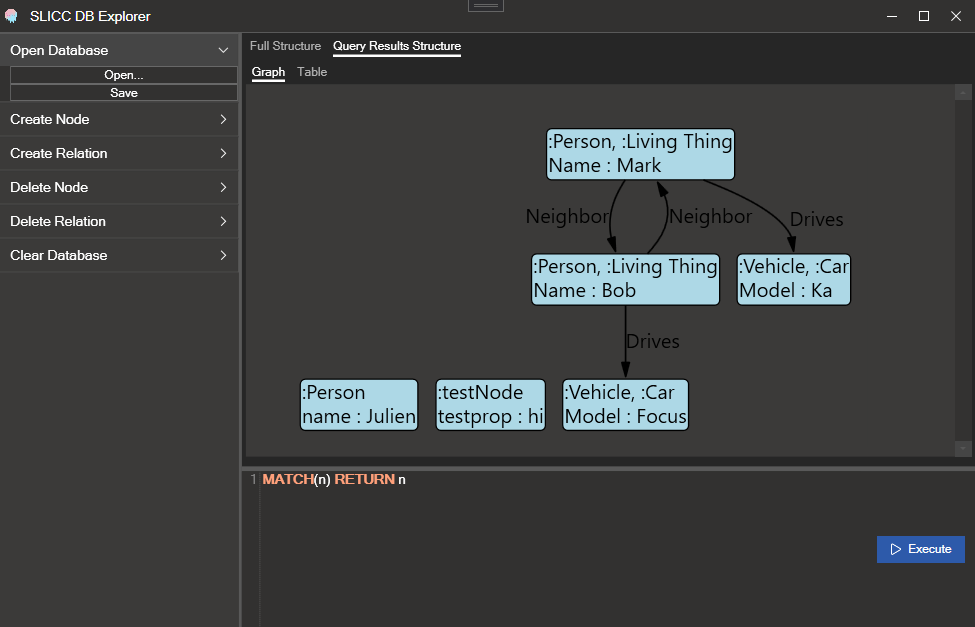 SLICC DB Explorer
Open Database
Open...
Save
Create Node
Create Relation
Delete Node
Delete Relation
Clear Database
Full Structure Query Results Structure
Graph Table
:Person, :Living Thing
Name : Mark
Neighbor
Neighbor
Drives
:Person, :Living Thing
Name : Bob
:Vehicle, :Car
Model : Ka
Drives
:Person
name : Julien
:testNode
testprop : hi
:Vehicle, :Car
Model : Focus
1 MATCH(n) RETURN n
Execute